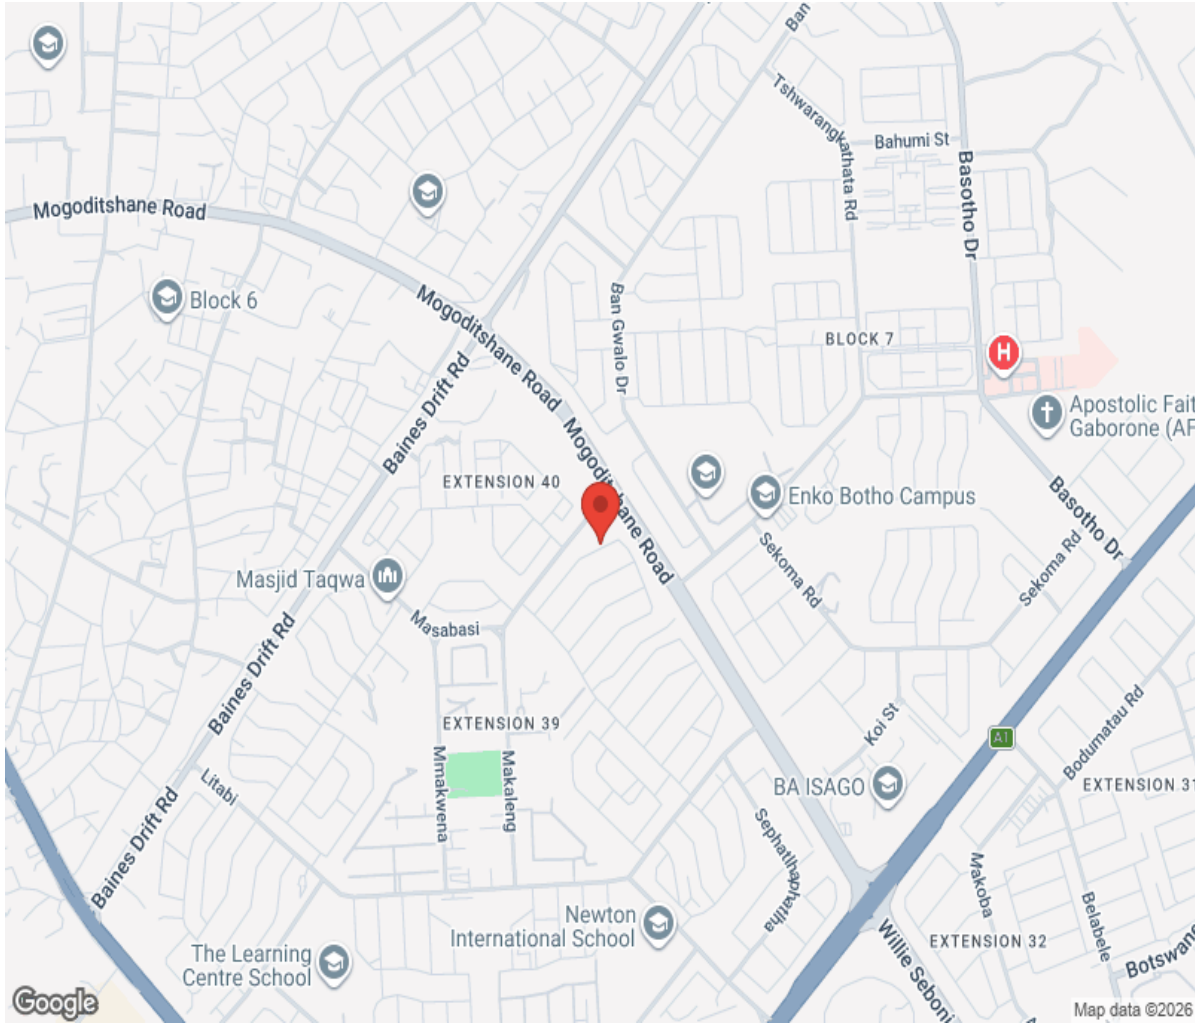 Ban
Tshwarangkathata Rd
Bahumi St
Basotho Dr
Mogoditshane Road
Block 6
Mogoditshane Road
Ban Gwalo Dr
BLOCK 7
H
Baines Drift Rd
Apostolic Fait
Gaborone (AF
Mogoditshane Road
EXTENSION 40
Enko Botho Campus
Basotho Dr
Sekoma Rd
Sekoma Rd
Masjid Taqwa
Masabasi
Baines Drift Rd
EXTENSION 39
Koi St
A1
Bodumatau Rd
Mmakwena
Makaleng
Litabi
BA ISAGO
EXTENSION 31
Baines Drift Rd
Sephatlhaphatlha
Makoba
Belabele
Newton
International School
Willie Seboni
EXTENSION 32
The Learning
Centre School
Botswane
Google
Map data ©2026